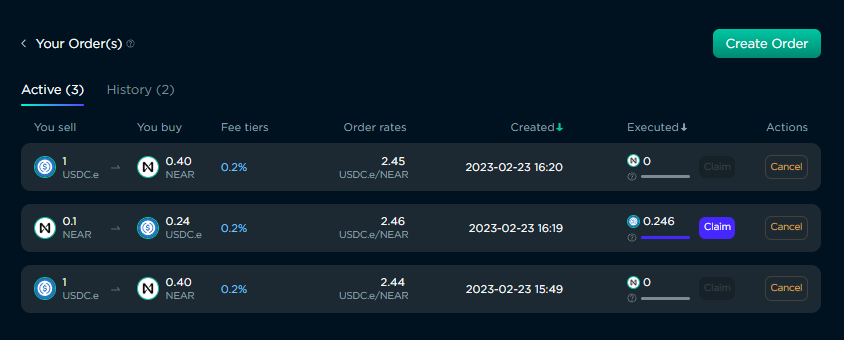 Your Order(s)
Create Order
Active (3) History (2)
You sell You buy Fee tiers Order rates Created Executed Actions
1 0.40 2.45 0
USDC.e NEAR 0.2% USDC.e/NEAR 2023-02-23 16:20 Claim Cancel
0.1 0.24 2.46 0.246
NEAR USDC.e 0.2% USDC.e/NEAR 2023-02-23 16:19 Claim Cancel
1 0.40 2.44 0
USDC.e NEAR 0.2% USDC.e/NEAR 2023-02-23 15:49 Claim Cancel